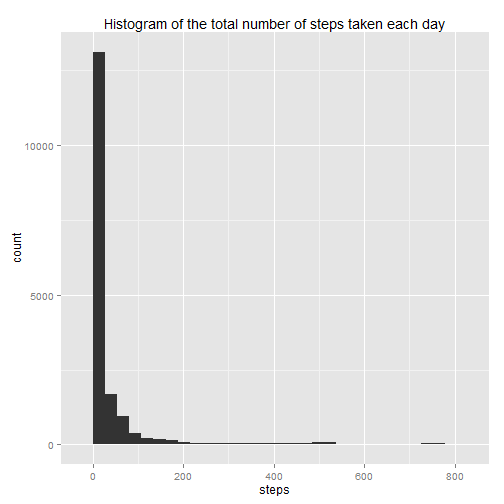 Histogram of the total number of steps taken each day
count
10000
5000
0
0 200 400 600 800
steps